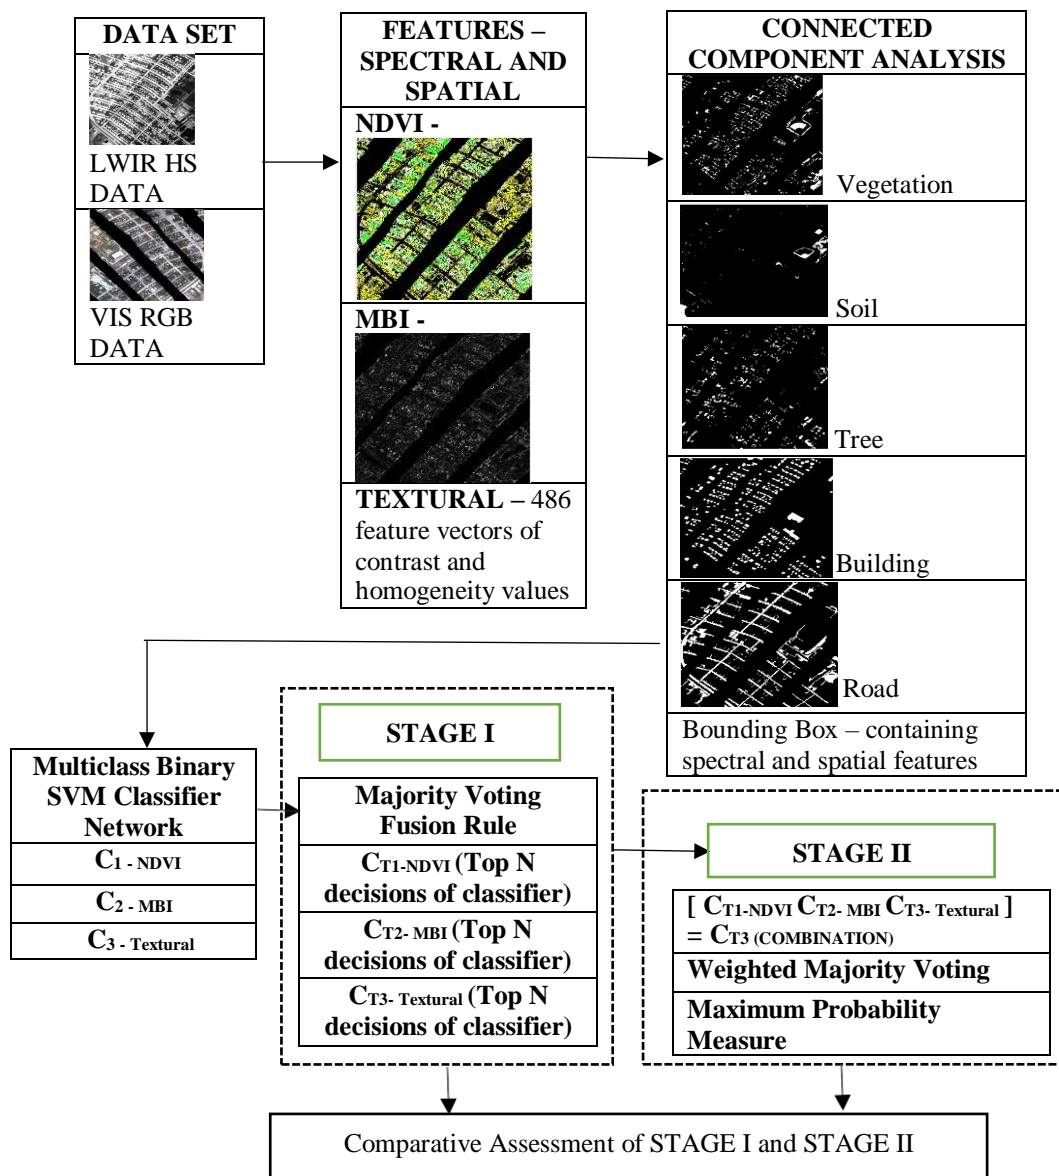 DATA SET
LWIR HS
DATA
VIS RGB
DATA
FEATURES –
SPECTRAL AND
SPATIAL
NDVI -
MBI -
TEXTURAL – 486
feature vectors of
contrast and
homogeneity values
CONNECTED
COMPONENT ANALYSIS
Vegetation
Soil
Tree
Building
Road
Bounding Box – containing
spectral and spatial features
Multiclass Binary
SVM Classifier
Network
C1 - NDVI
C2 - MBI
C3 - Textural
STAGE I
Majority Voting
Fusion Rule
CT1-NDVI (Top N
decisions of classifier)
CT2- MBI (Top N
decisions of classifier)
CT3- Textural (Top N
decisions of classifier)
STAGE II
[ CT1-NDVI CT2- MBI CT3- Textural ]
= CT3 (COMBINATION)
Weighted Majority Voting
Maximum Probability
Measure
Comparative Assessment of STAGE I and STAGE II